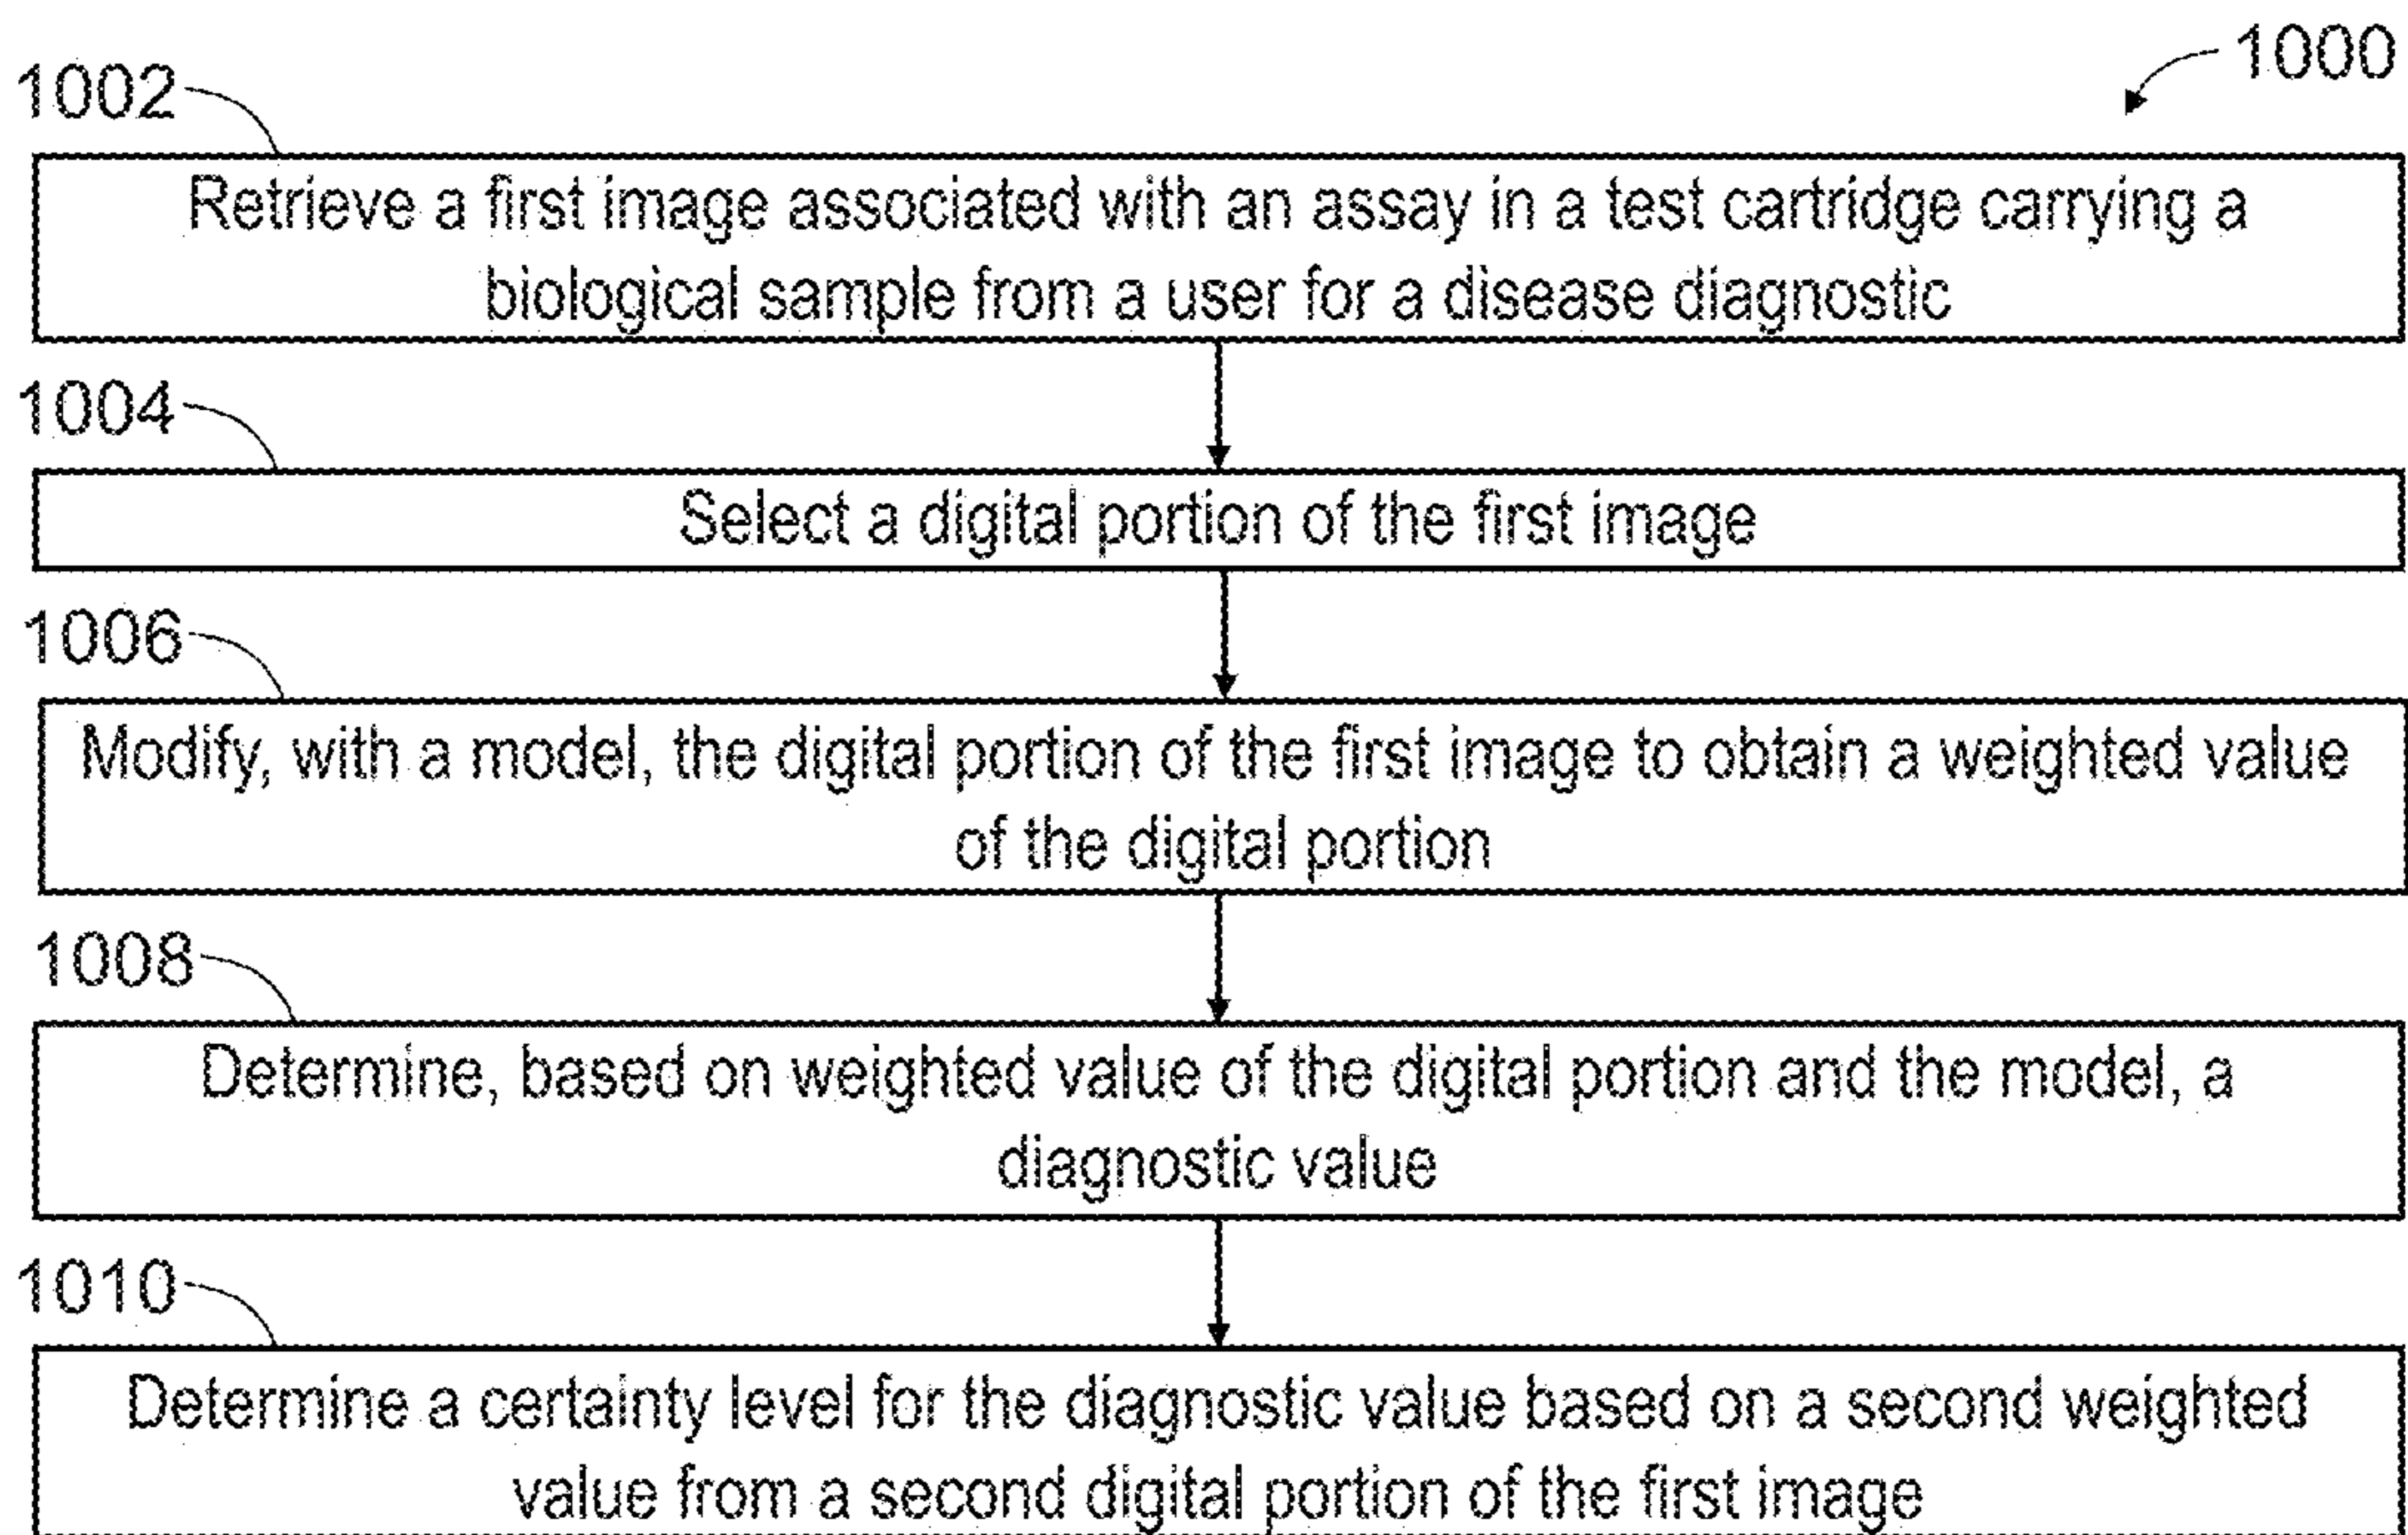 1000
1002
Retrieve a first image associated with an assay in a test cartridge carrying a
biological sample from a user for a disease diagnostic
1004
Select a digital portion of the first image
1006
Modify, with a model, the digital portion of the first image to obtain a weighted value
of the digital portion
1008
Determine, based on weighted value of the digital portion and the model, a
diagnostic value
1010
Determine a certainty level for the diagnostic value based on a second weighted
value from a second digital portion of the first image